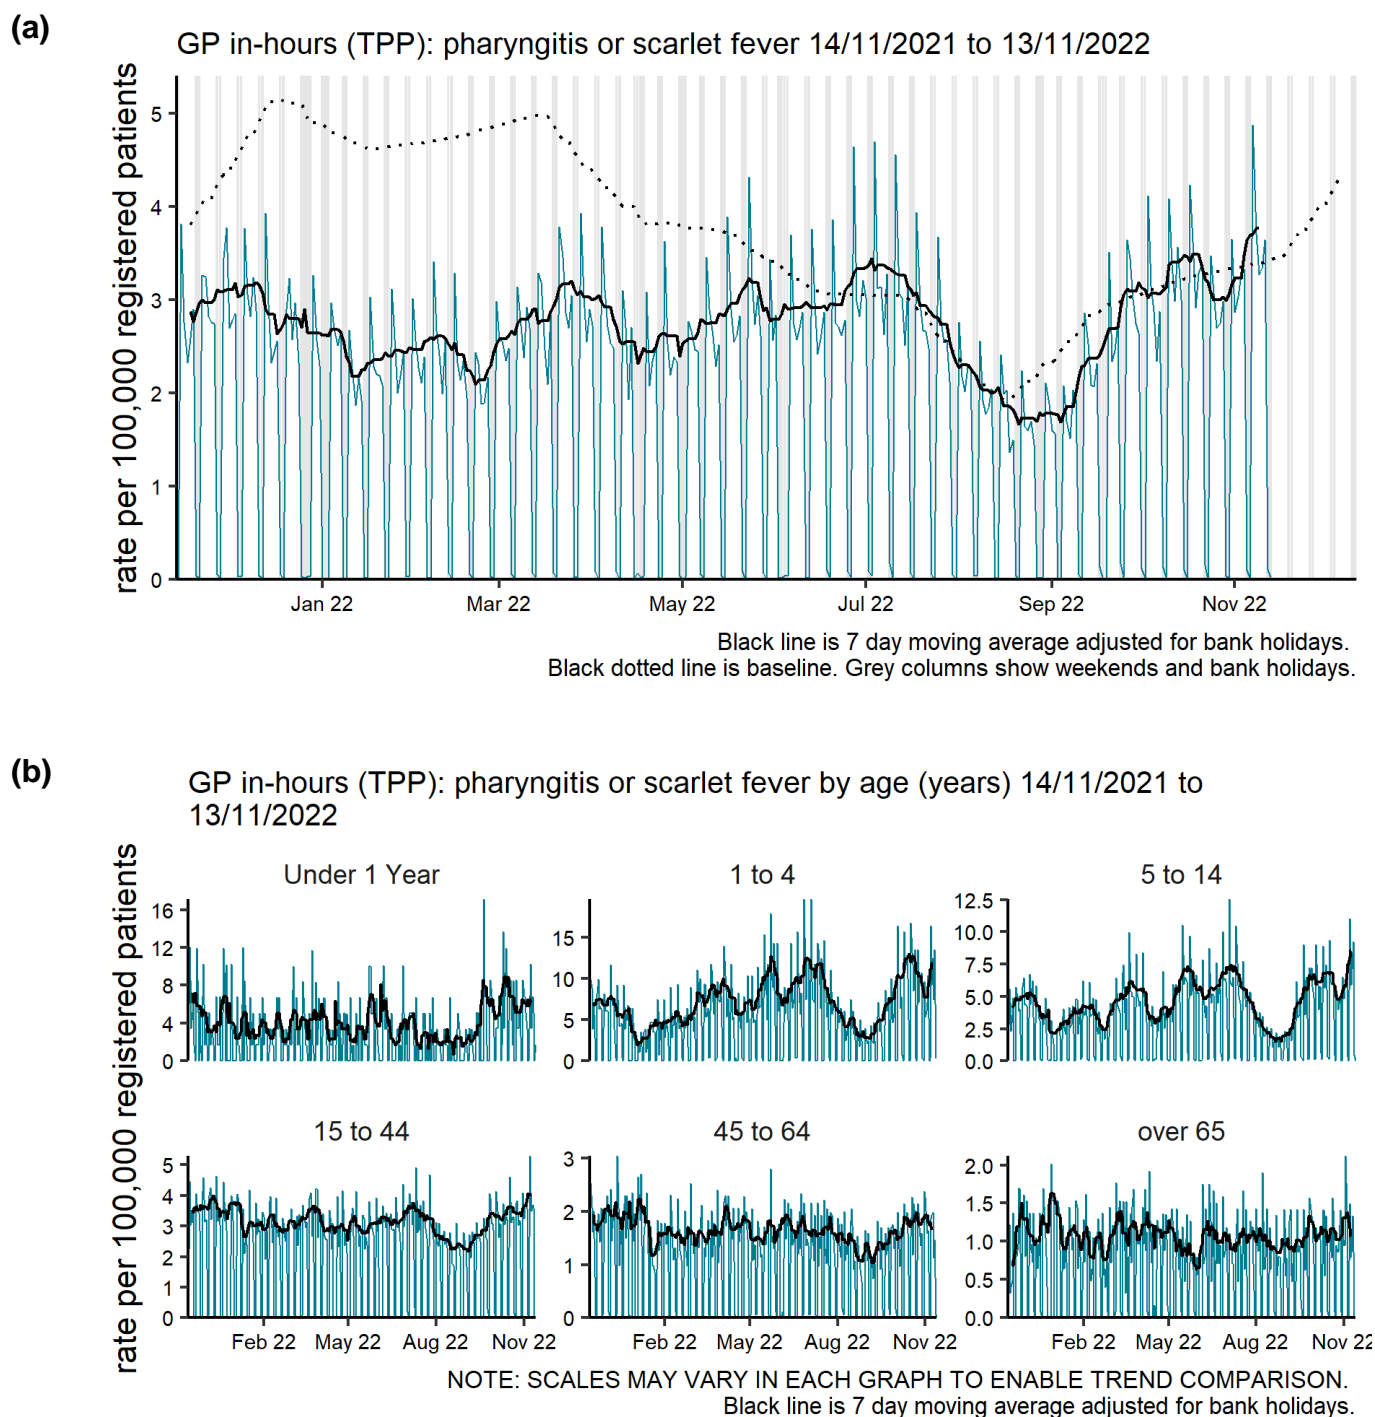 (a)
GP in-hours (TPP): pharyngitis or scarlet fever 14/11/2021 to 13/11/2022
rate per 100,000 registered patients
5
4
3
2
1
0
Jan 22 Mar 22 May 22 Jul 22 Sep 22 Nov 22
Black line is 7 day moving average adjusted for bank holidays.
Black dotted line is baseline. Grey columns show weekends and bank holidays.
(b)
GP in-hours (TPP): pharyngitis or scarlet fever by age (years) 14/11/2021 to
13/11/2022
rate per 100,000 registered patients
Under 1 Year
16
12
8
4
0
1 to 4
15
10
5
0
5 to 14
12.5
10.0
7.5
5.0
2.5
0.0
15 to 44
5
4
3
2
1
0
Feb 22 May 22 Aug 22 Nov 22
45 to 64
3
2
1
0
Feb 22 May 22 Aug 22 Nov 22
over 65
2.0
1.5
1.0
0.5
0.0
Feb 22 May 22 Aug 22 Nov 22
NOTE: SCALES MAY VARY IN EACH GRAPH TO ENABLE TREND COMPARISON.
Black line is 7 day moving average adjusted for bank holidays.